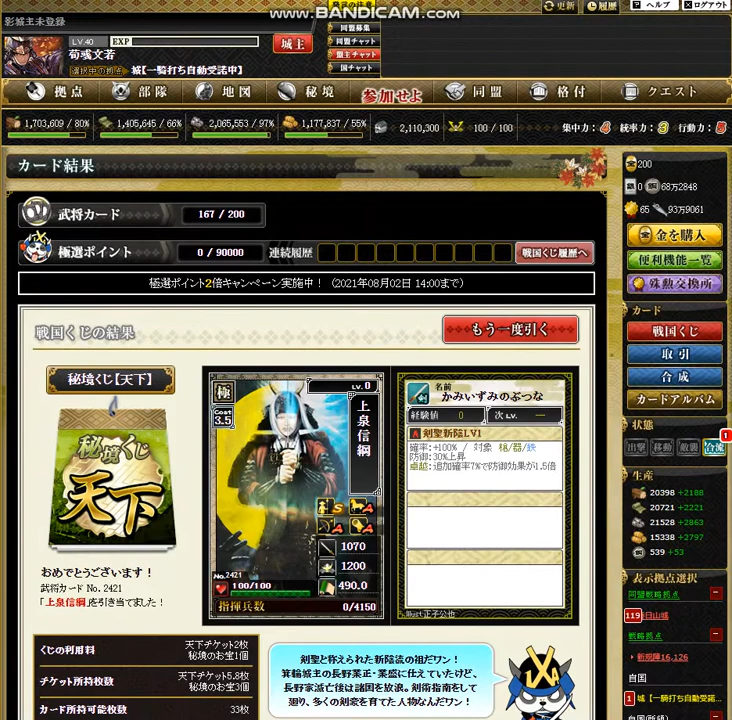 www.BANDICAM.com
更新
履歴
ヘルプ
ログアウト
影城主未登録
LV.40 EXP
荀彧文若
選択中の拠点 城【一騎打ち自動受諾中】
城主
同盟募集
同盟チャット
盟主チャット
国チャット
拠点
部隊
地図
秘境
参加せよ
同盟
格付
クエスト
1,703,609 / 80%
1,405,645 / 66%
2,065,553 / 97%
1,177,837 / 55%
2,110,300
100 / 100
集中力: 4 統率力: 3 行動力: 5
カード結果
武将カード 167 / 200
極選ポイント 0 / 90000 連続履歴
戦国くじ履歴へ
極選ポイント2倍キャンペーン実施中！（2021年08月02日 14:00まで）
戦国くじの結果
もう一度引く
秘境くじ【天下】
秘境くじ
天下
おめでとうございます！
武将カード No. 2421
「上泉信綱」を引き当てました！
極
Cost
3.5
LV. 0
上泉信綱
S A
A A
1070
1200
490.0
No.2421
100/100
指揮兵数 0/4150
名前
かみいずみのぶつな
経験値 0 次 LV. ―
剣聖新陰LV1
確率:+100% / 対象 槍/器/鉄
防御:30%上昇
卓越:追加確率7%で防御効果が1.5倍
Illust:正子公也
くじの利用料 天下チケット2枚
秘境のお宝1個
チケット所持枚数 天下チケット5.8枚
秘境のお宝3個
カード所持可能枚数 33枚
剣聖と称えられた新陰流の祖だワン！
箕輪城主の長野業正・業盛に仕えていたけど、
長野家滅亡後は諸国を放浪。剣術指南をして
廻り、多くの剣豪を育てた人物なんだワン！
200
0 68万2848
65 93万9061
金を購入
便利機能一覧
殊勲交換所
カード
戦国くじ
取引
合成
カードアルバム
状態
出撃
移動
敵襲
合流
1
生産
20398 +2188
20721 +2221
21528 +2863
15338 +2797
539 +53
表示拠点選択
同盟戦略拠点
119
春日山城
戦略拠点
新規陣16,126
自国
1 城【一騎打ち自動受諾